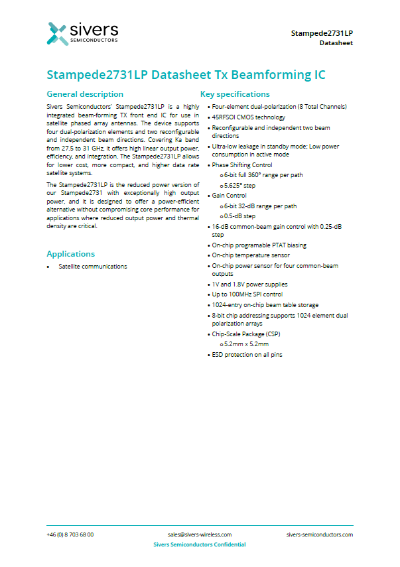 sivers
SEMICONDUCTORS
Stampede2731LP
Datasheet
Stampede2731LP Datasheet Tx Beamforming IC
General description
Sivers Semiconductors' Stampede2731LP is a highly
integrated beam-forming TX front end IC for use in
satellite phased array antennas. The device supports
four dual-polarization elements and two reconfigurable
and independent beam directions. Covering Ka band
from 27.5 to 31 GHz, it offers high linear output power,
efficiency, and integration. The Stampede2731LP allows
for lower cost, more compact, and higher data rate
satellite systems.
The Stampede2731LP is the reduced power version of
our Stampede2731 with exceptionally high output
power, and it is designed to offer a power-efficient
alternative without compromising core performance for
applications where reduced output power and thermal
density are critical.
Applications
• Satellite communications
Key specifications
• Four-element dual-polarization (8 Total Channels)
• 45RFSOI CMOS technology
• Reconfigurable and independent two beam
directions
• Ultra-low leakage in standby mode: Low power
consumption in active mode
• Phase Shifting Control
o 6-bit full 360° range per path
o 5.625° step
• Gain Control
o 6-bit 32-dB range per path
o 0.5-dB step
• 16-dB common-beam gain control with 0.25-dB
step
• On-chip programable PTAT biasing
• On-chip temperature sensor
• On-chip power sensor for four common-beam
outputs
• 1V and 1.8V power supplies
• Up to 100MHz SPI control
• 1024-entry on-chip beam table storage
• 8-bit chip addressing supports 1024 element dual
polarization arrays
• Chip-Scale Package (CSP)
o 5.2mm x 5.2mm
• ESD protection on all pins
+46 (0) 8 703 68 00
sales@sivers-wireless.com
sivers-semiconductors.com
Sivers Semiconductors Confidential